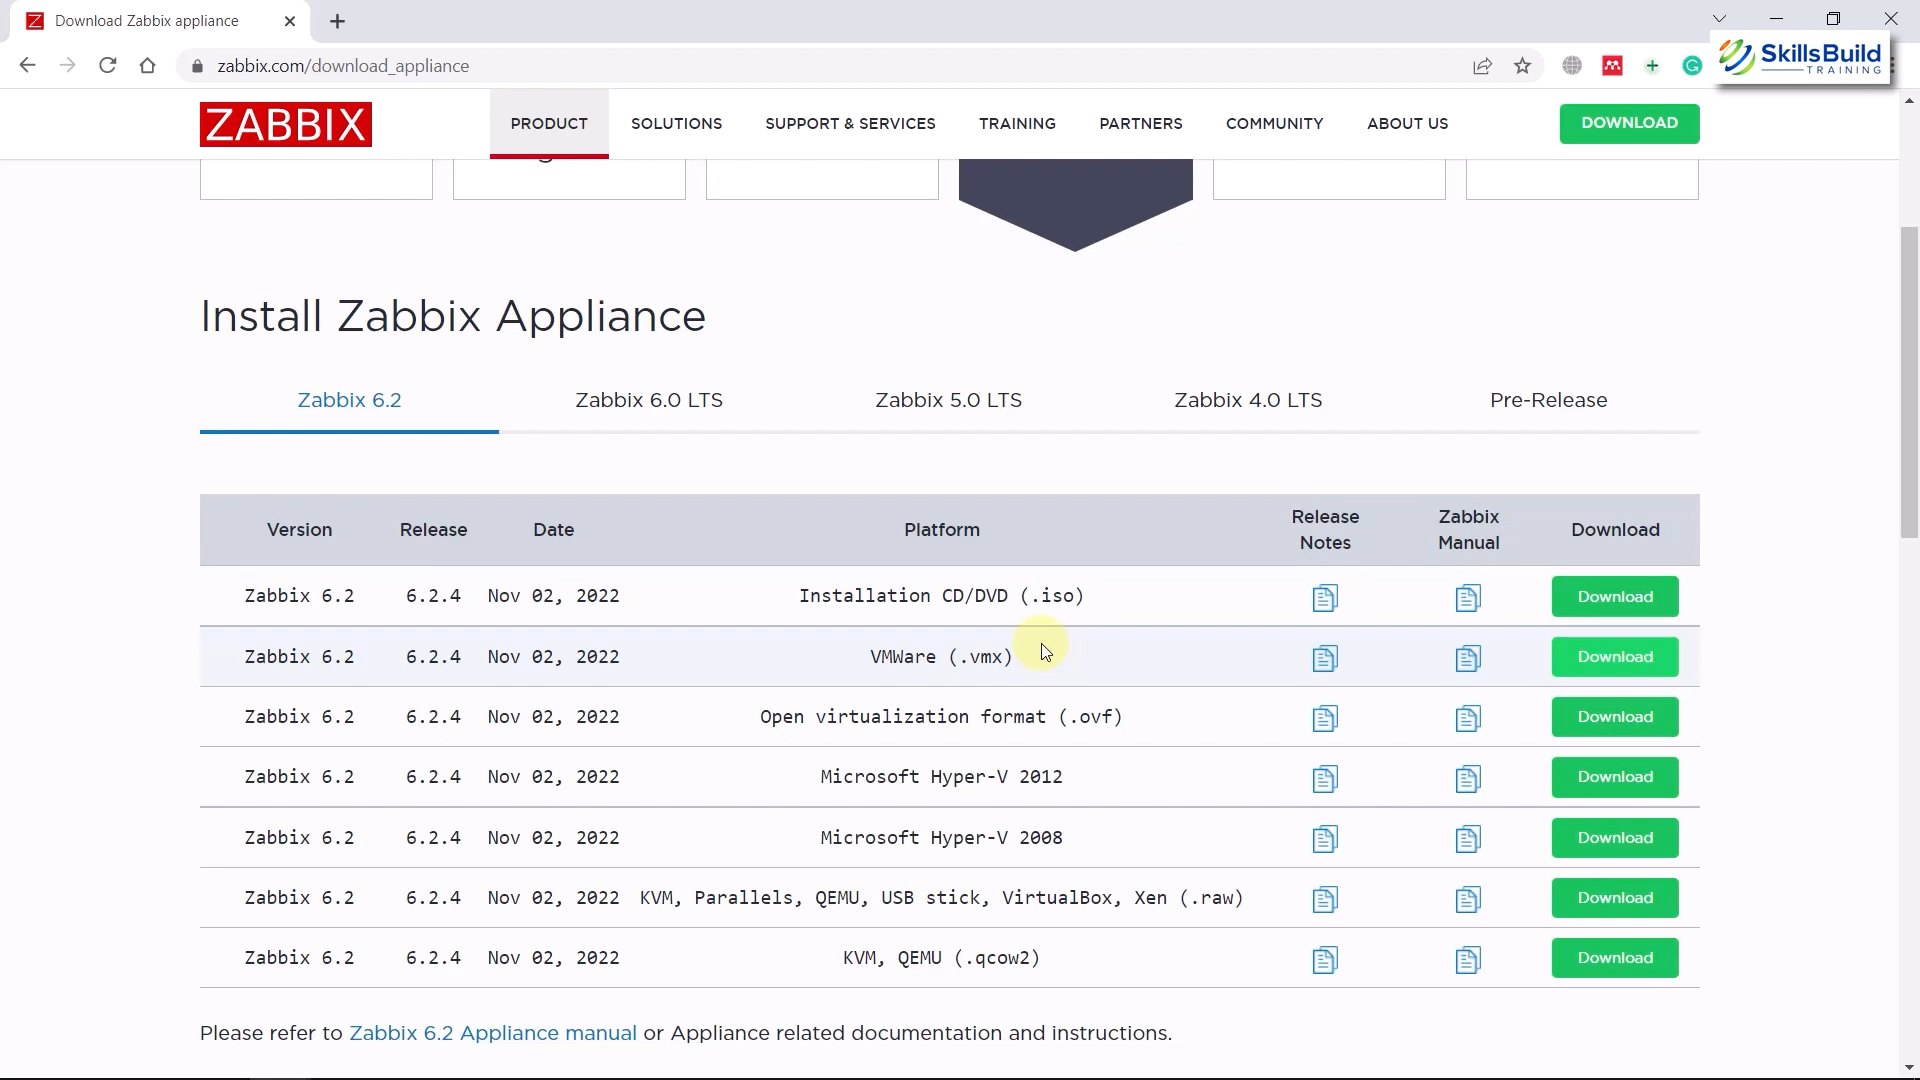 Download Zabbix appliance
zabbix.com/download_appliance
SkillsBuild
TRAINING
ZABBIX
PRODUCT
SOLUTIONS
SUPPORT & SERVICES
TRAINING
PARTNERS
COMMUNITY
ABOUT US
DOWNLOAD
Install Zabbix Appliance
Zabbix 6.2
Zabbix 6.0 LTS
Zabbix 5.0 LTS
Zabbix 4.0 LTS
Pre-Release
Version Release Date Platform Release Notes Zabbix Manual Download
Zabbix 6.2 6.2.4 Nov 02, 2022 Installation CD/DVD (.iso) Download
Zabbix 6.2 6.2.4 Nov 02, 2022 VMWare (.vmx) Download
Zabbix 6.2 6.2.4 Nov 02, 2022 Open virtualization format (.ovf) Download
Zabbix 6.2 6.2.4 Nov 02, 2022 Microsoft Hyper-V 2012 Download
Zabbix 6.2 6.2.4 Nov 02, 2022 Microsoft Hyper-V 2008 Download
Zabbix 6.2 6.2.4 Nov 02, 2022 KVM, Parallels, QEMU, USB stick, VirtualBox, Xen (.raw) Download
Zabbix 6.2 6.2.4 Nov 02, 2022 KVM, QEMU (.qcow2) Download
Please refer to Zabbix 6.2 Appliance manual or Appliance related documentation and instructions.